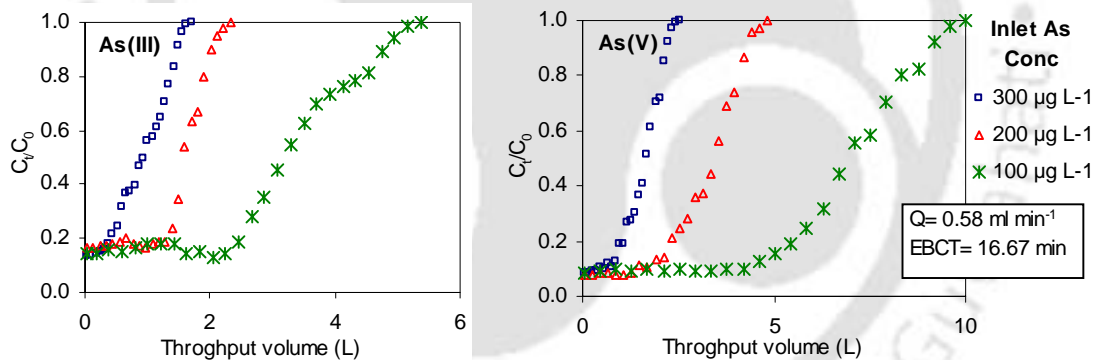 As(III)
Cₜ/C₀
1.0
0.8
0.6
0.4
0.2
0.0
0
2
4
6
Throghput volume (L)
As(V)
Cₜ/C₀
1.0
0.8
0.6
0.4
0.2
0.0
0
5
10
Throghput volume (L)
Inlet As
Conc
300 µg L-1
200 µg L-1
100 µg L-1
Q= 0.58 ml min⁻¹
EBCT= 16.67 min